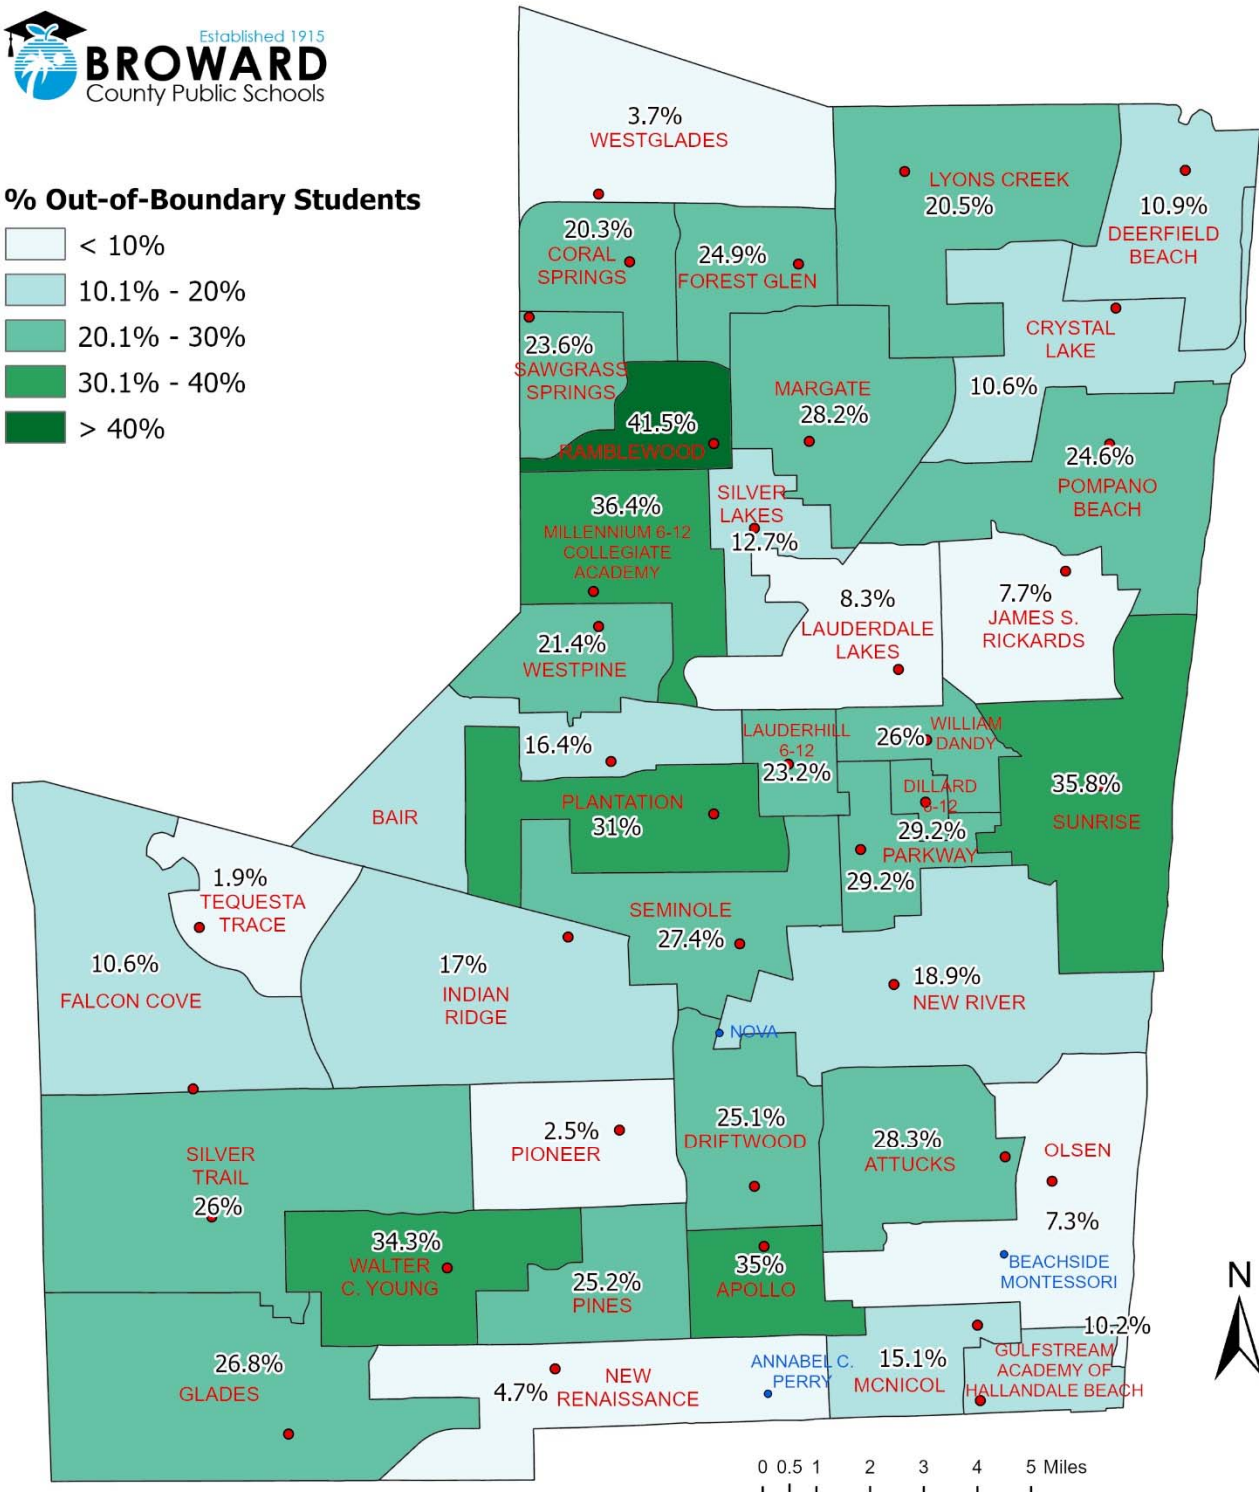 Established 1915
BROWARD
County Public Schools
% Out-of-Boundary Students
< 10%
10.1% - 20%
20.1% - 30%
30.1% - 40%
> 40%
3.7%
WESTGLADES
LYONS CREEK
20.5%
10.9%
DEERFIELD
BEACH
20.3%
CORAL
SPRINGS
24.9%
FOREST GLEN
CRYSTAL
LAKE
10.6%
23.6%
SAWGRASS
SPRINGS
MARGATE
28.2%
41.5%
RAMBLEWOOD
24.6%
POMPANO
BEACH
SILVER
LAKES
12.7%
36.4%
MILLENNIUM 6-12
COLLEGIATE
ACADEMY
8.3%
LAUDERDALE
LAKES
7.7%
JAMES S.
RICKARDS
21.4%
WESTPINE
16.4%
BAIR
LAUDERHILL
6-12
23.2%
WILLIAM
DANDY
26%
PLANTATION
31%
DILLARD
6-12
29.2%
PARKWAY
29.2%
35.8%
SUNRISE
1.9%
TEQUESTA
TRACE
SEMINOLE
27.4%
10.6%
FALCON COVE
17%
INDIAN
RIDGE
18.9%
NEW RIVER
NOVA
2.5%
PIONEER
25.1%
DRIFTWOOD
28.3%
ATTUCKS
OLSEN
7.3%
SILVER
TRAIL
26%
BEACHSIDE
MONTESSORI
34.3%
WALTER
C. YOUNG
25.2%
PINES
35%
APOLLO
N
10.2%
GULFSTREAM
ACADEMY OF
HALLANDALE BEACH
26.8%
GLADES
4.7%
NEW
RENAISSANCE
ANNABEL C.
PERRY
15.1%
MCNICOL
0 0.5 1 2 3 4 5 Miles